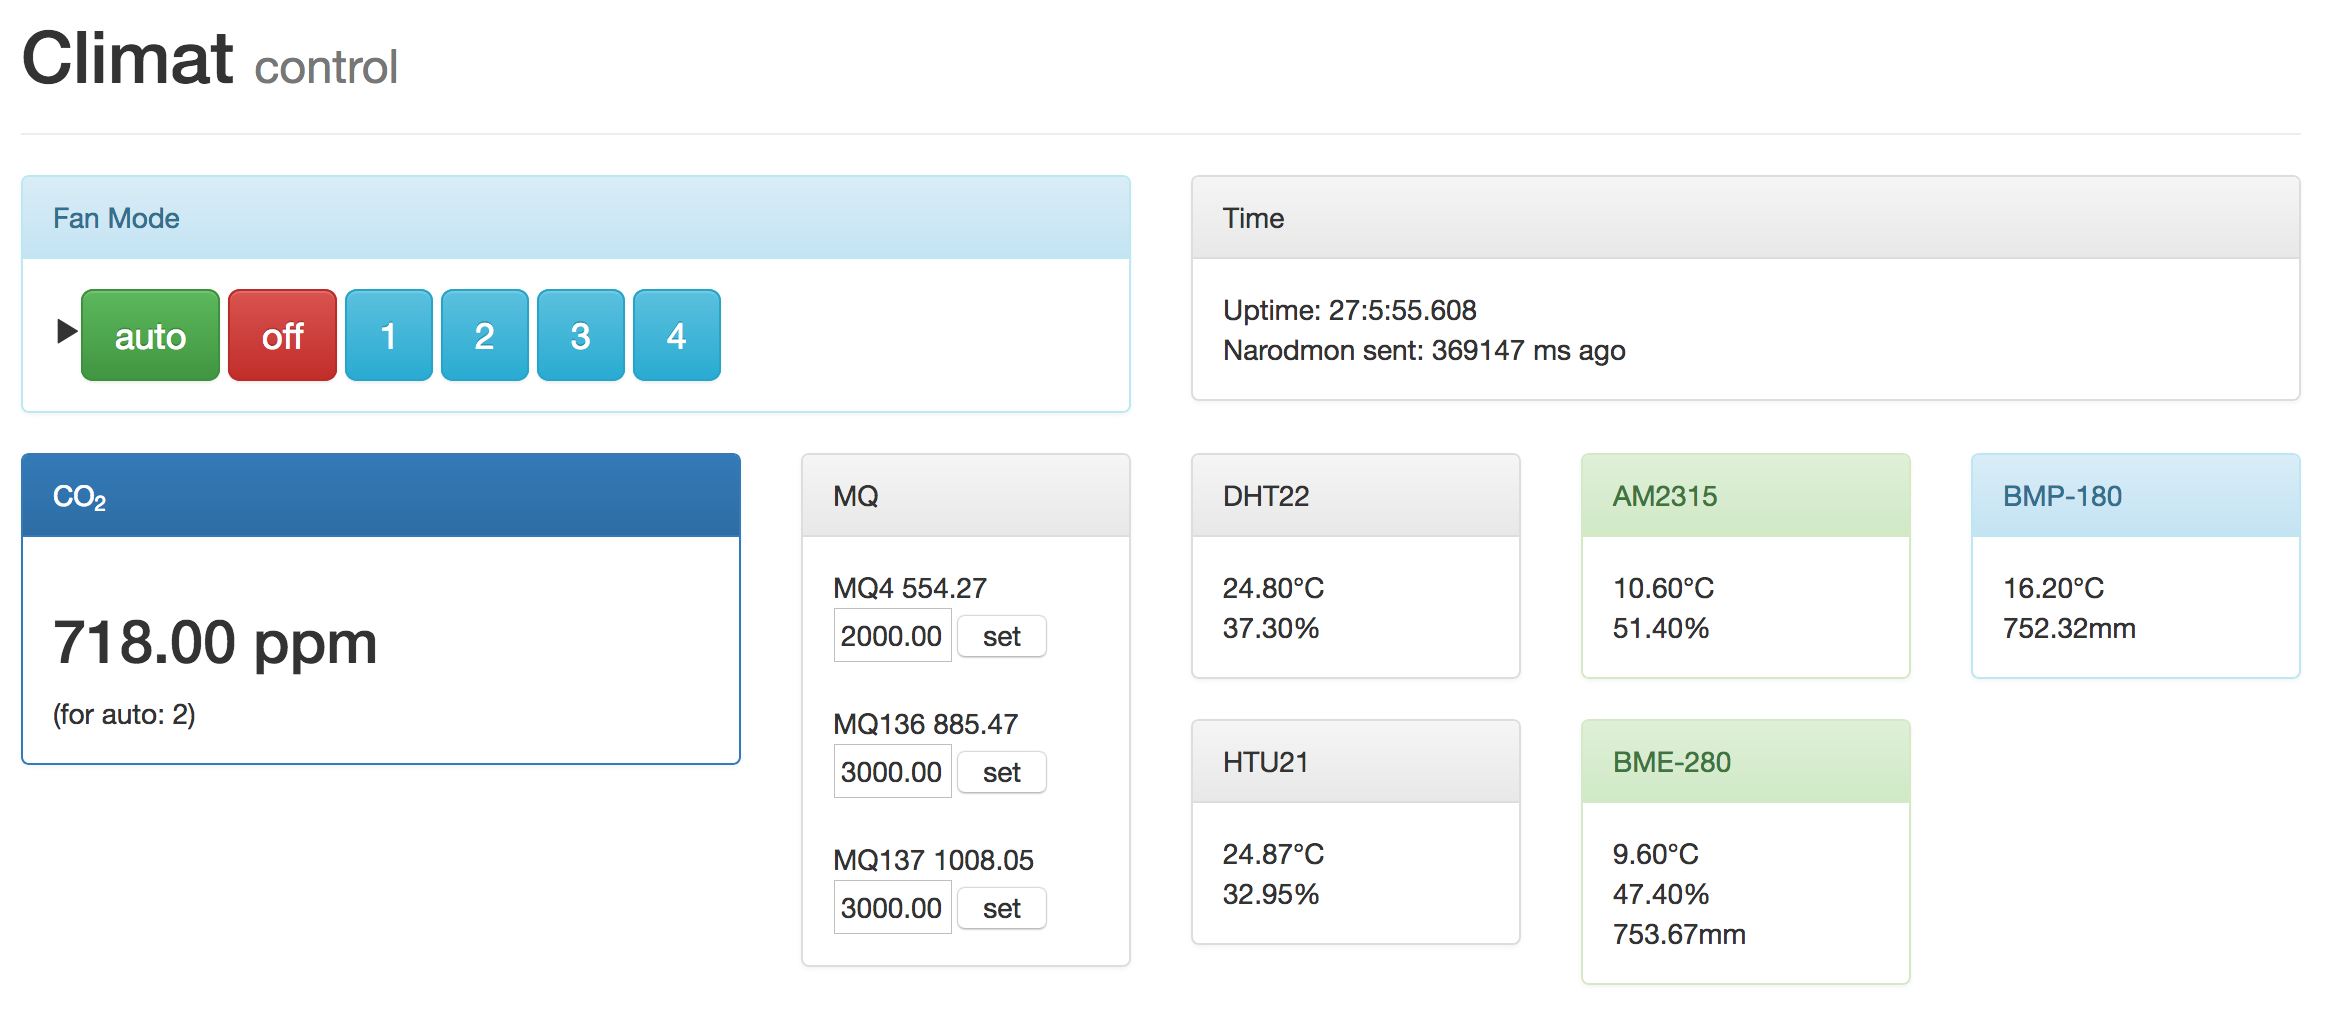 Climat control
Fan Mode
auto off 1 2 3 4
Time
Uptime: 27:5:55.608
Narodmon sent: 369147 ms ago
CO₂
718.00 ppm
(for auto: 2)
MQ
MQ4 554.27
2000.00 set
MQ136 885.47
3000.00 set
MQ137 1008.05
3000.00 set
DHT22
24.80°C
37.30%
AM2315
10.60°C
51.40%
BMP-180
16.20°C
752.32mm
HTU21
24.87°C
32.95%
BME-280
9.60°C
47.40%
753.67mm